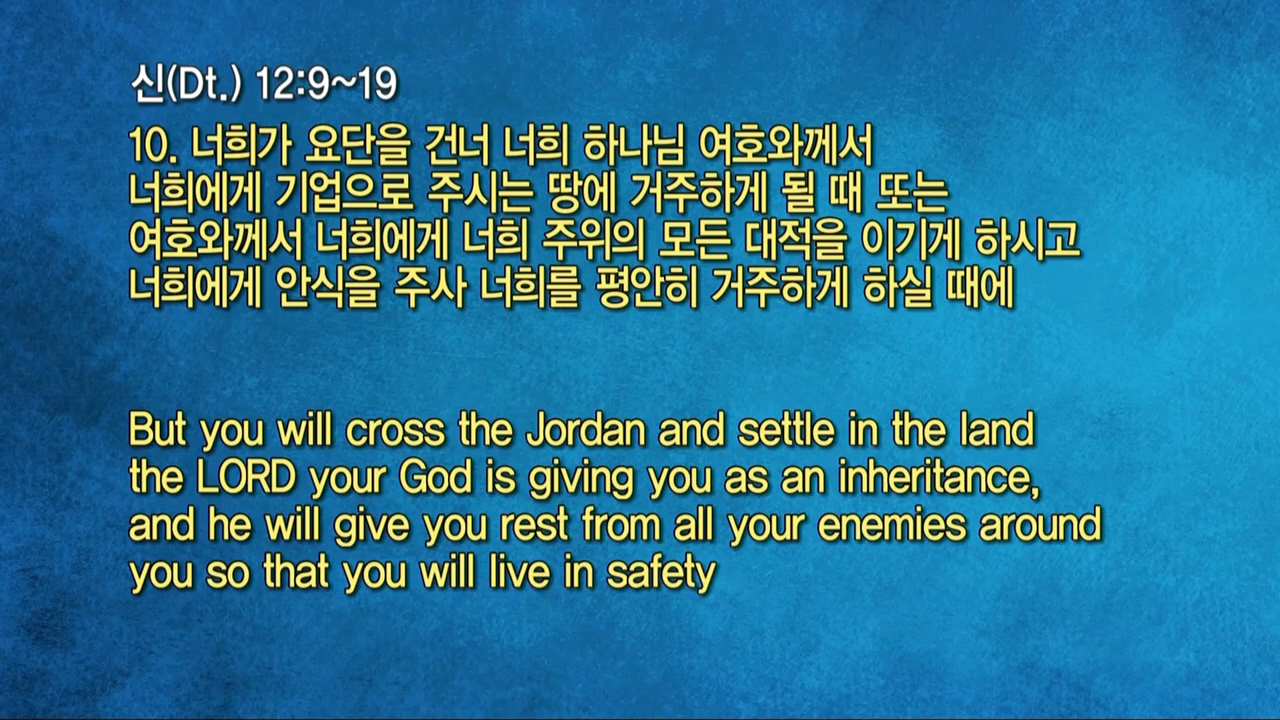 신(Dt.) 12:9~19
10. 너희가 요단을 건너 너희 하나님 여호와께서
너희에게 기업으로 주시는 땅에 거주하게 될 때 또는
여호와께서 너희에게 너희 주위의 모든 대적을 이기게 하시고
너희에게 안식을 주사 너희를 평안히 거주하게 하실 때에
But you will cross the Jordan and settle in the land
the LORD your God is giving you as an inheritance,
and he will give you rest from all your enemies around
you so that you will live in safety